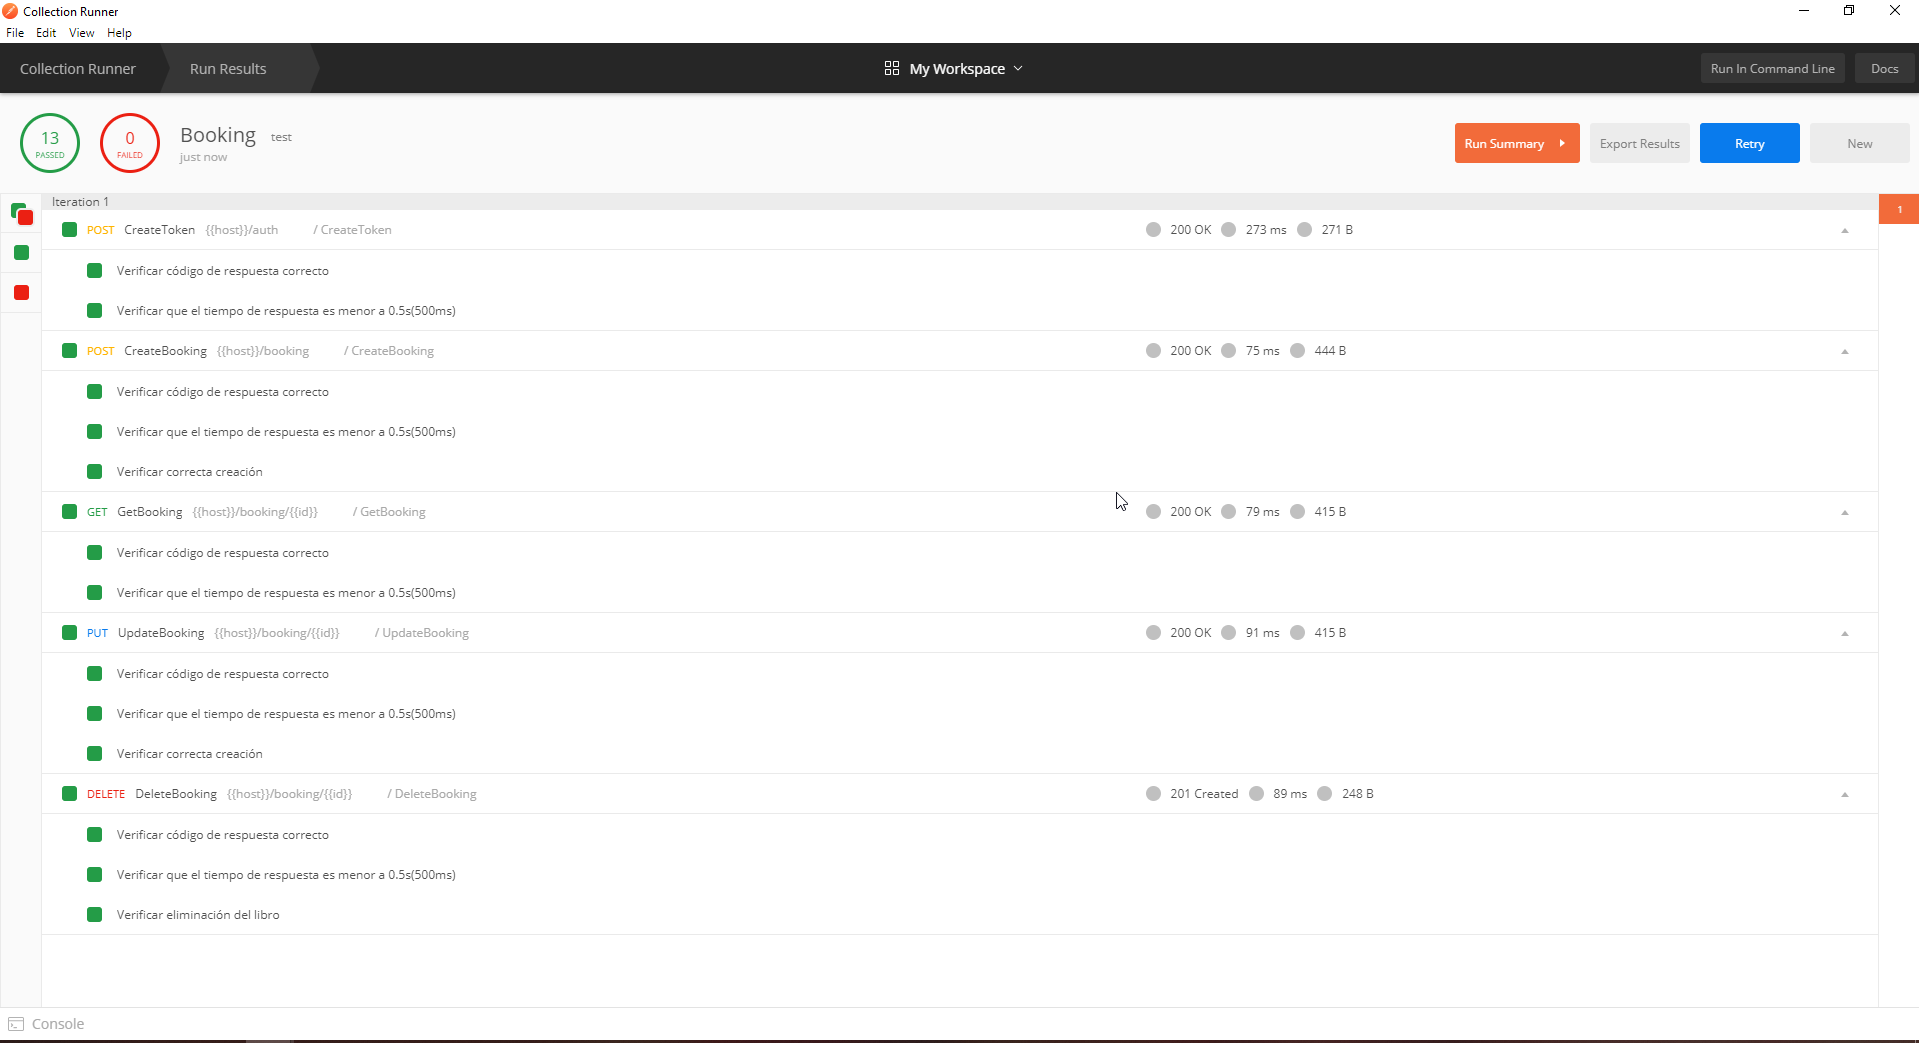 Collection Runner
File Edit View Help
Collection Runner Run Results My Workspace Run In Command Line Docs
13 PASSED
0 FAILED
Booking test
just now
Run Summary Export Results Retry New
Iteration 1
1
POST CreateToken {{host}}/auth / CreateToken 200 OK 273 ms 271 B
Verificar código de respuesta correcto
Verificar que el tiempo de respuesta es menor a 0.5s(500ms)
POST CreateBooking {{host}}/booking / CreateBooking 200 OK 75 ms 444 B
Verificar código de respuesta correcto
Verificar que el tiempo de respuesta es menor a 0.5s(500ms)
Verificar correcta creación
GET GetBooking {{host}}/booking/{{id}} / GetBooking 200 OK 79 ms 415 B
Verificar código de respuesta correcto
Verificar que el tiempo de respuesta es menor a 0.5s(500ms)
PUT UpdateBooking {{host}}/booking/{{id}} / UpdateBooking 200 OK 91 ms 415 B
Verificar código de respuesta correcto
Verificar que el tiempo de respuesta es menor a 0.5s(500ms)
Verificar correcta creación
DELETE DeleteBooking {{host}}/booking/{{id}} / DeleteBooking 201 Created 89 ms 248 B
Verificar código de respuesta correcto
Verificar que el tiempo de respuesta es menor a 0.5s(500ms)
Verificar eliminación del libro
Console